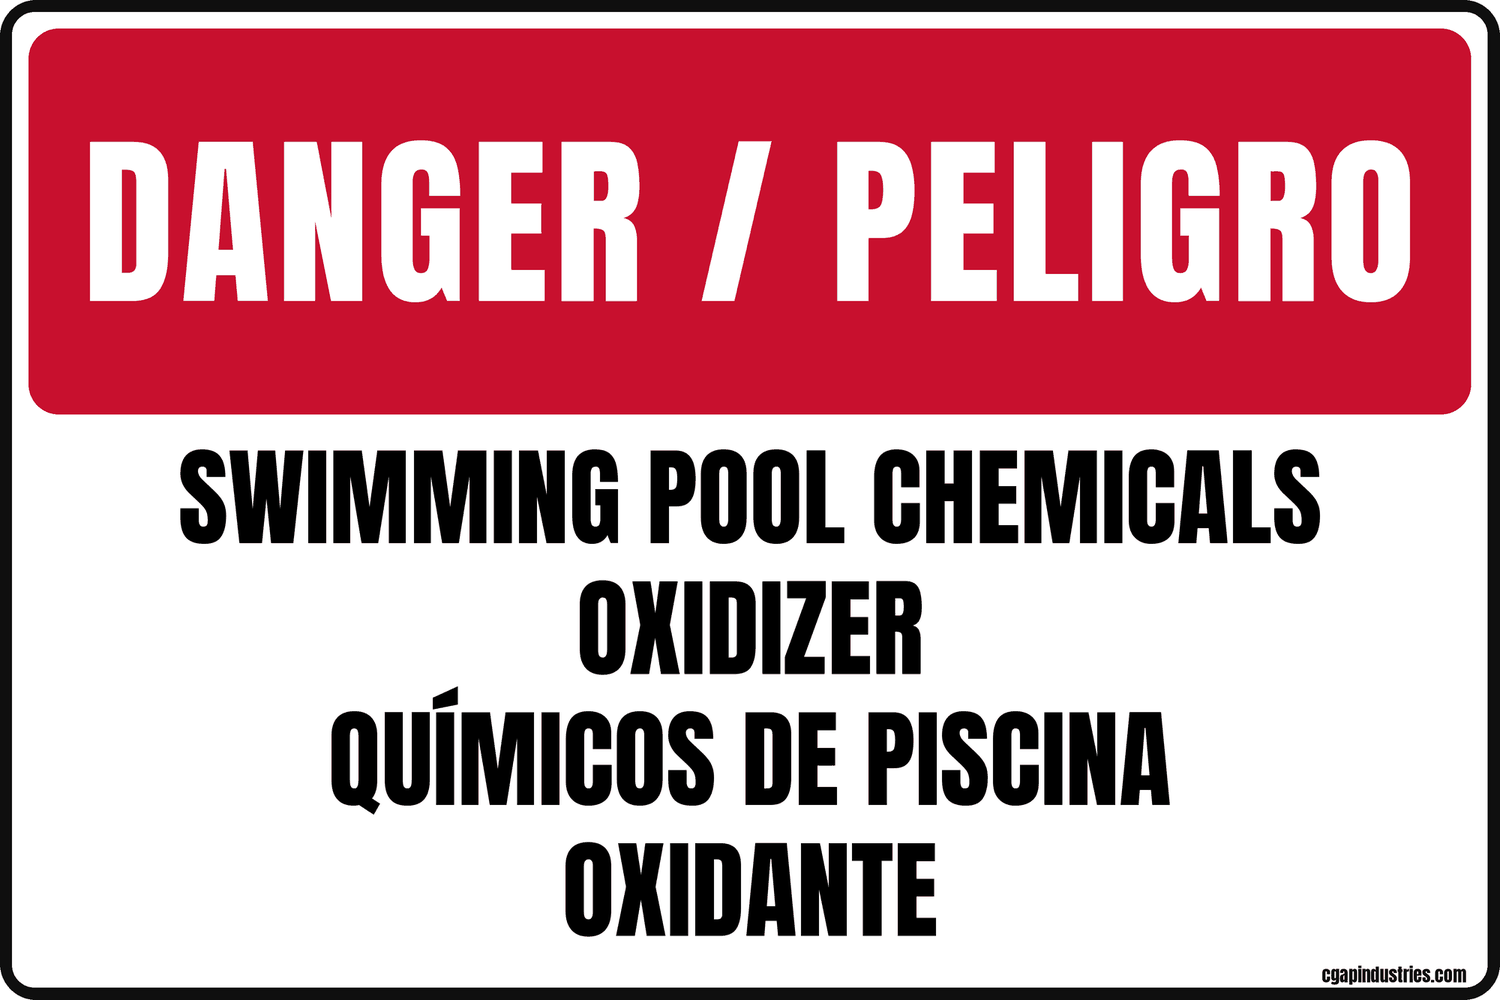 DANGER / PELIGRO
SWIMMING POOL CHEMICALS
OXIDIZER
QUÍMICOS DE PISCINA
OXIDANTE
cgapindustries.com